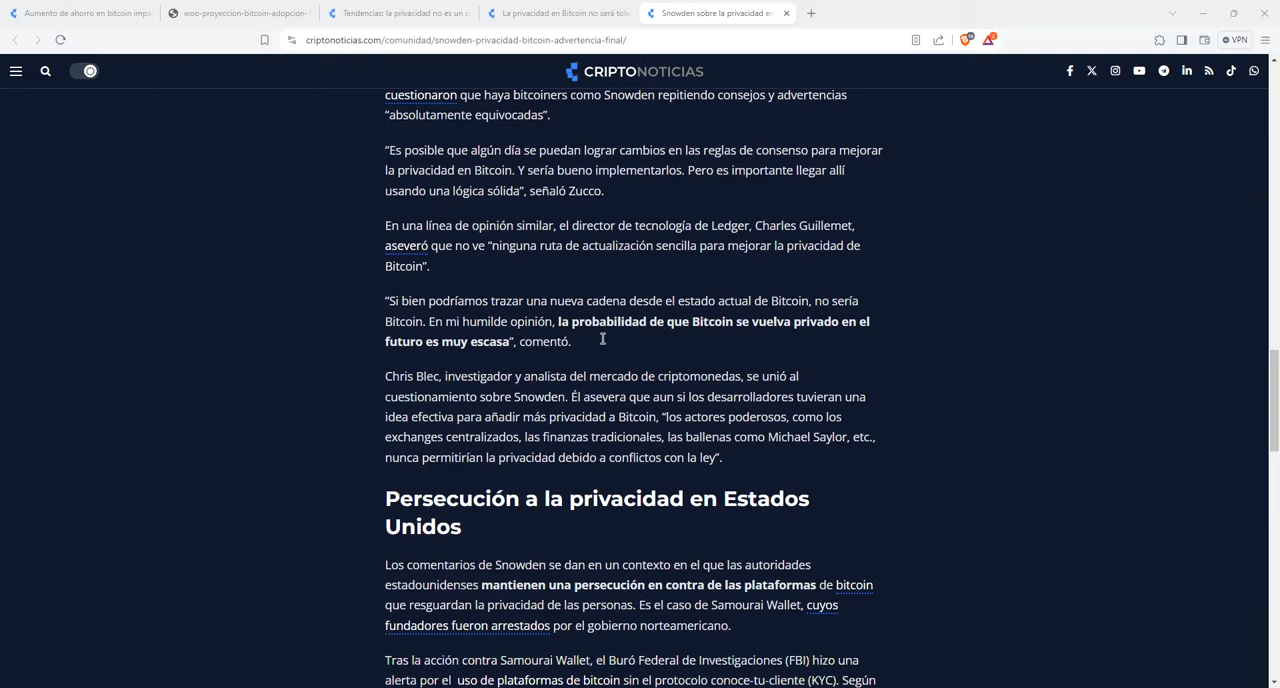 Aumento de ahorro en bitcoin impa
woo-proyeccion-bitcoin-adopcion-1
Tendencias: la privacidad no es un c
La privacidad en Bitcoin no será tole
Snowden sobre la privacidad e
criptonoticias.com/comunidad/snowden-privacidad-bitcoin-advertencia-final/
VPN
CRIPTONOTICIAS
cuestionaron que haya bitcoiners como Snowden repitiendo consejos y advertencias
“absolutamente equivocadas”.
“Es posible que algún día se puedan lograr cambios en las reglas de consenso para mejorar
la privacidad en Bitcoin. Y sería bueno implementarlos. Pero es importante llegar allí
usando una lógica sólida”, señaló Zucco.
En una línea de opinión similar, el director de tecnología de Ledger, Charles Guillemet,
aseveró que no ve “ninguna ruta de actualización sencilla para mejorar la privacidad de
Bitcoin”.
“Si bien podríamos trazar una nueva cadena desde el estado actual de Bitcoin, no sería
Bitcoin. En mi humilde opinión, la probabilidad de que Bitcoin se vuelva privado en el
futuro es muy escasa”, comentó.
Chris Blec, investigador y analista del mercado de criptomonedas, se unió al
cuestionamiento sobre Snowden. Él asevera que aun si los desarrolladores tuvieran una
idea efectiva para añadir más privacidad a Bitcoin, “los actores poderosos, como los
exchanges centralizados, las finanzas tradicionales, las ballenas como Michael Saylor, etc.,
nunca permitirían la privacidad debido a conflictos con la ley”.
Persecución a la privacidad en Estados
Unidos
Los comentarios de Snowden se dan en un contexto en el que las autoridades
estadounidenses mantienen una persecución en contra de las plataformas de bitcoin
que resguardan la privacidad de las personas. Es el caso de Samourai Wallet, cuyos
fundadores fueron arrestados por el gobierno norteamericano.
Tras la acción contra Samourai Wallet, el Buró Federal de Investigaciones (FBI) hizo una
alerta por el uso de plataformas de bitcoin sin el protocolo conoce-tu-cliente (KYC). Según